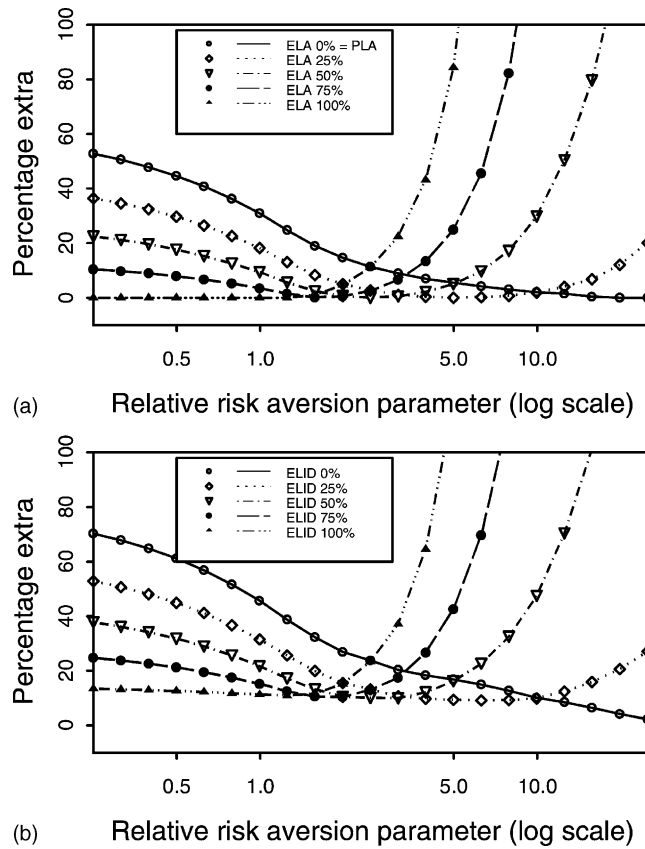 100
80
60
40
20
0
Percentage extra
ELA 0% = PLA
ELA 25%
ELA 50%
ELA 75%
ELA 100%
0.5 1.0 5.0 10.0
(a) Relative risk aversion parameter (log scale)
100
80
60
40
20
0
Percentage extra
ELID 0%
ELID 25%
ELID 50%
ELID 75%
ELID 100%
0.5 1.0 5.0 10.0
(b) Relative risk aversion parameter (log scale)